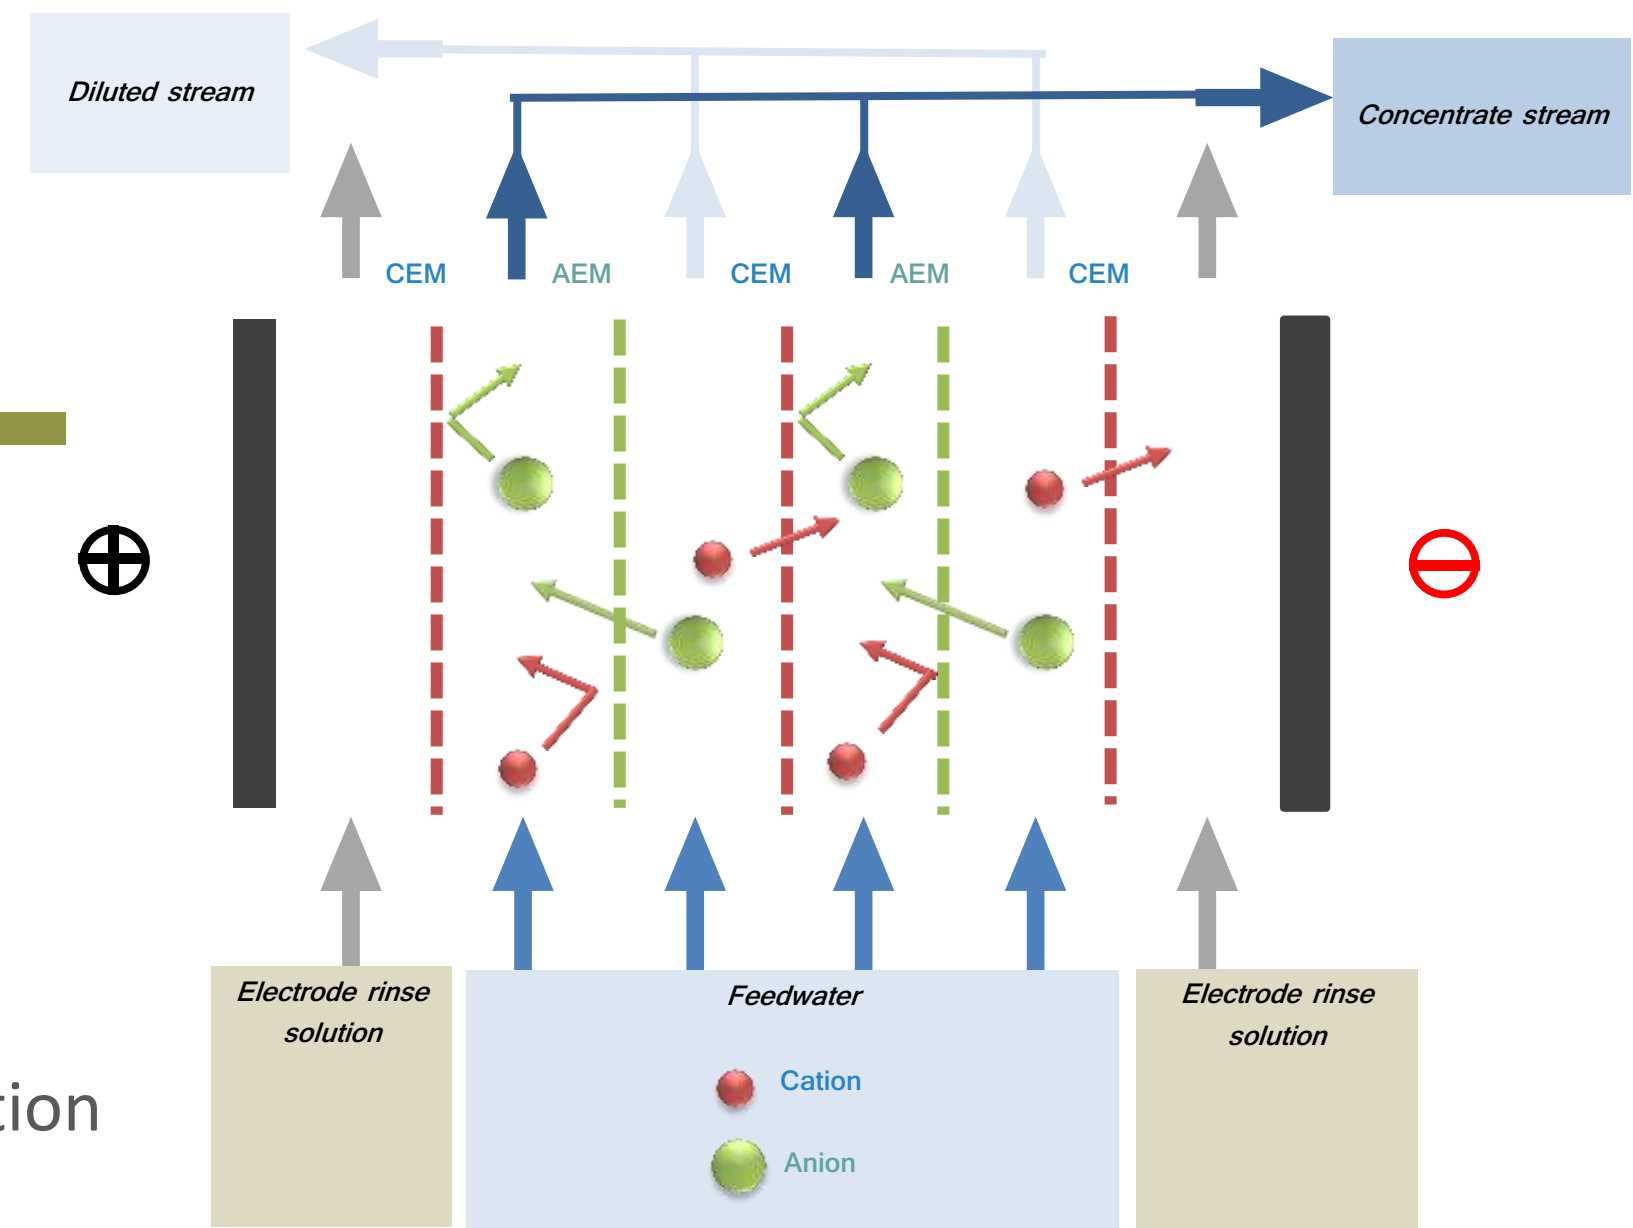 Diluted stream
Concentrate stream
CEM AEM CEM AEM CEM
Electrode rinse
solution
Feedwater
Cation
Anion
Electrode rinse
solution
tion